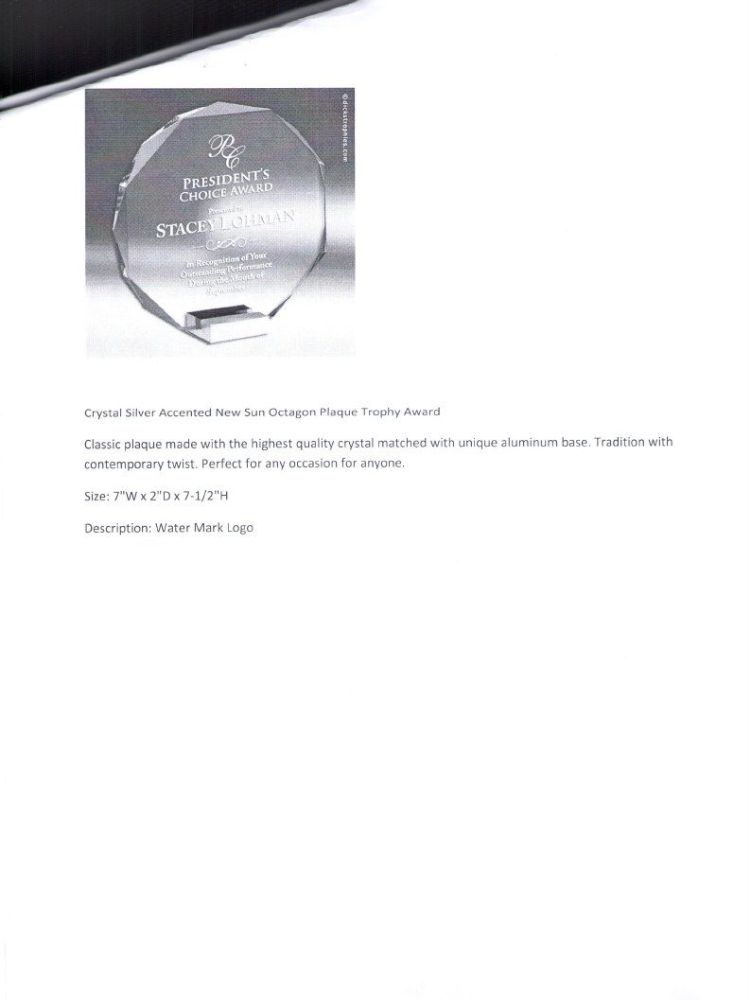 ©dickstrophies.com
PC
PRESIDENT'S
CHOICE AWARD
Presented to
STACEY LOHMAN
In Recognition of Your
Outstanding Performance
During the Month of
September
Crystal Silver Accented New Sun Octagon Plaque Trophy Award
Classic plaque made with the highest quality crystal matched with unique aluminum base. Tradition with
contemporary twist. Perfect for any occasion for anyone.
Size: 7"W x 2"D x 7-1/2"H
Description: Water Mark Logo